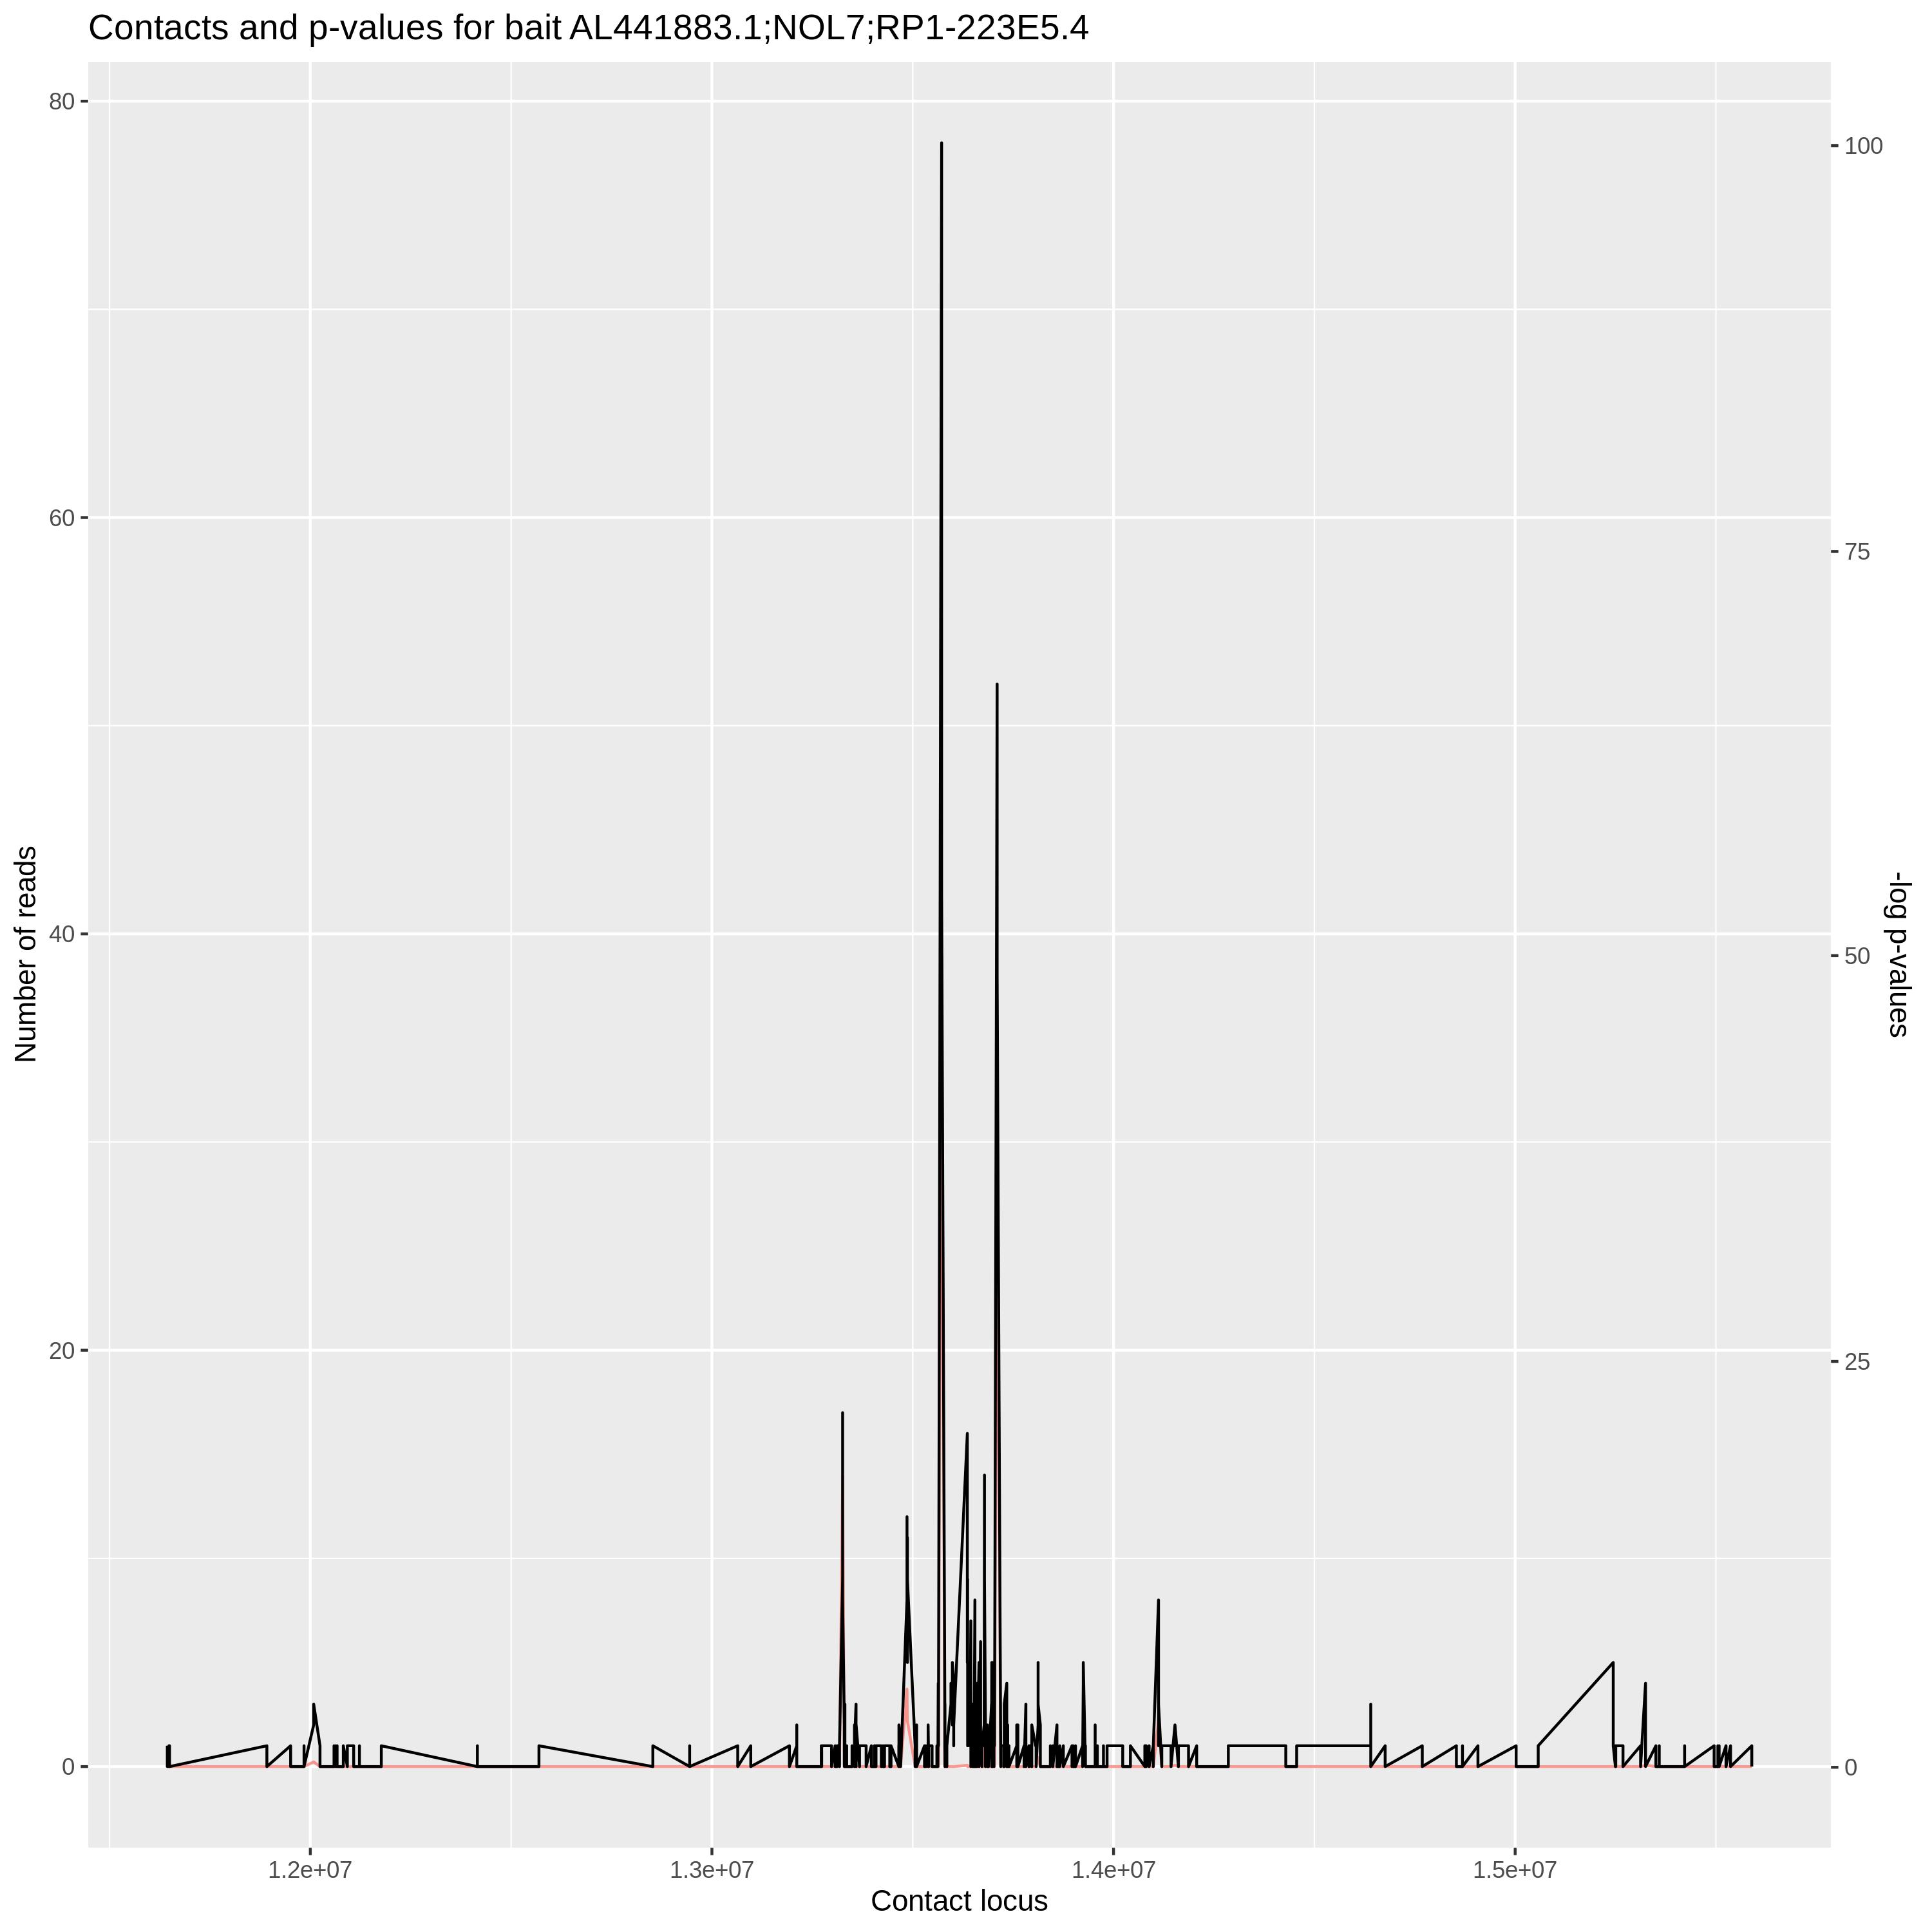 Contacts and p-values for bait AL441883.1;NOL7;RP1-223E5.4
80
60
40
20
0
Number of reads
100
75
50
25
0
-log p-values
1.2e+07
1.3e+07
1.4e+07
1.5e+07
Contact locus